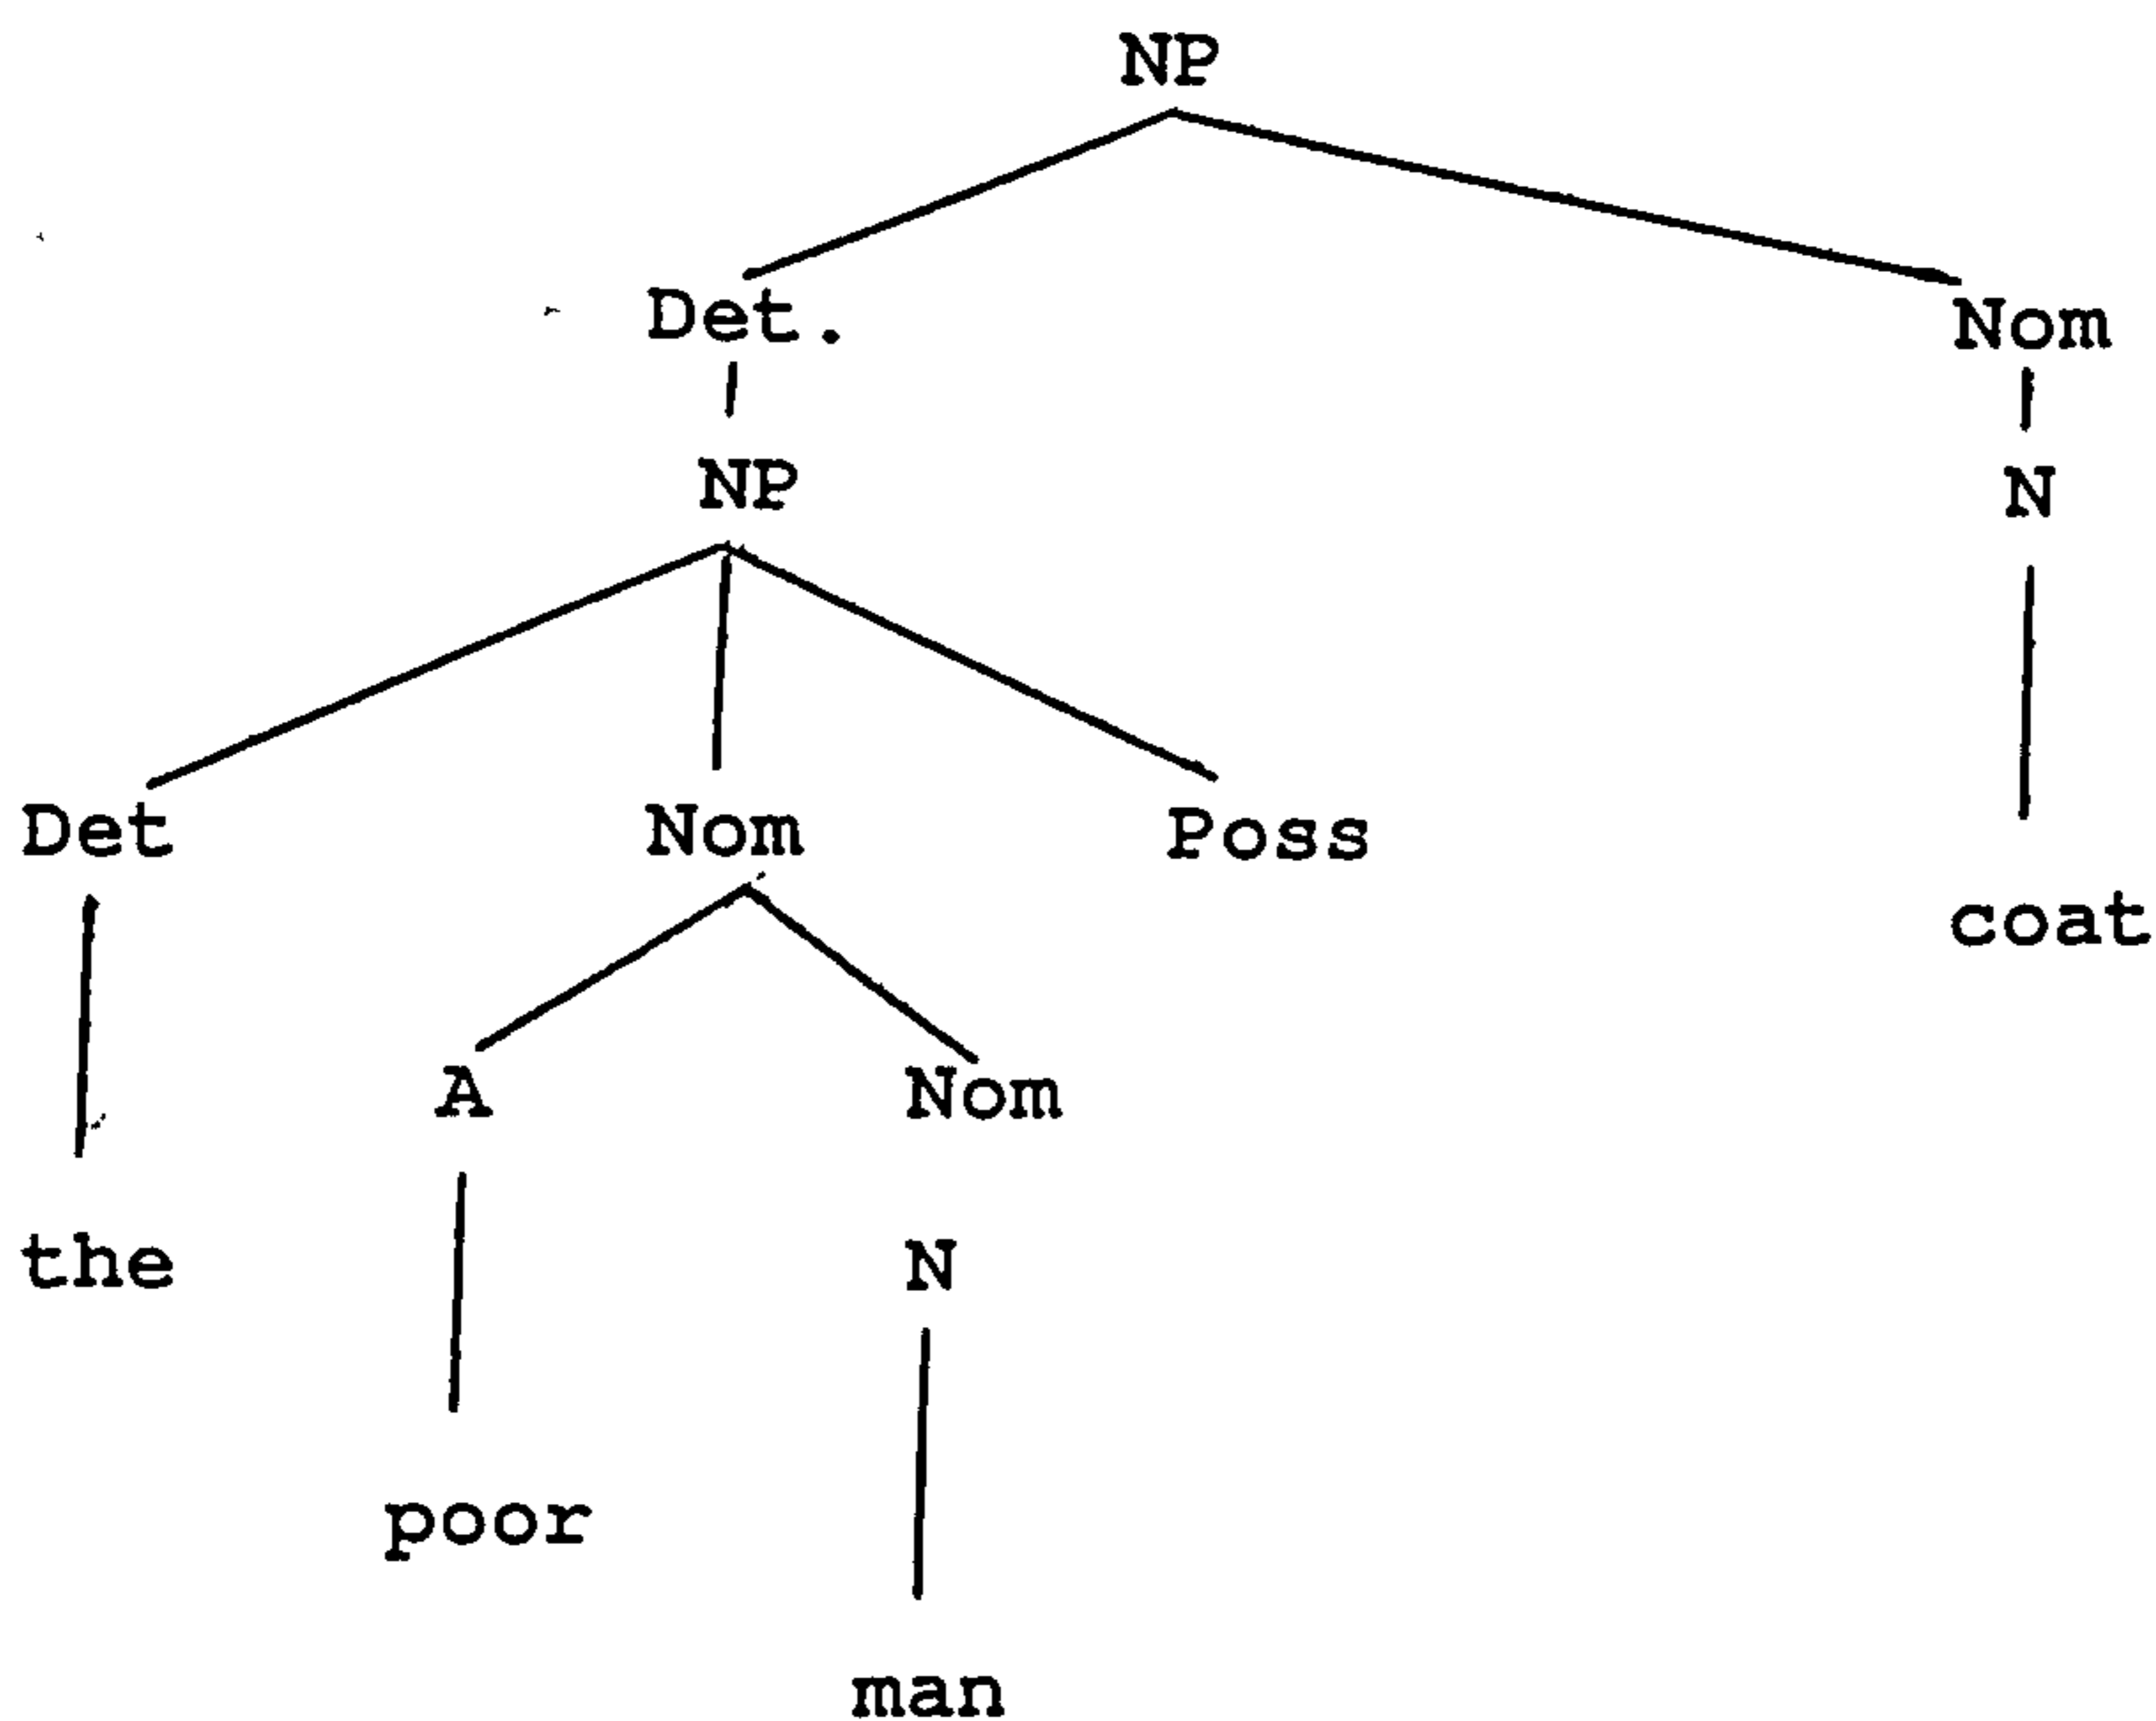 NP
Det. Nom
NP N
Det Nom Poss
coat
A Nom
the N
poor
man